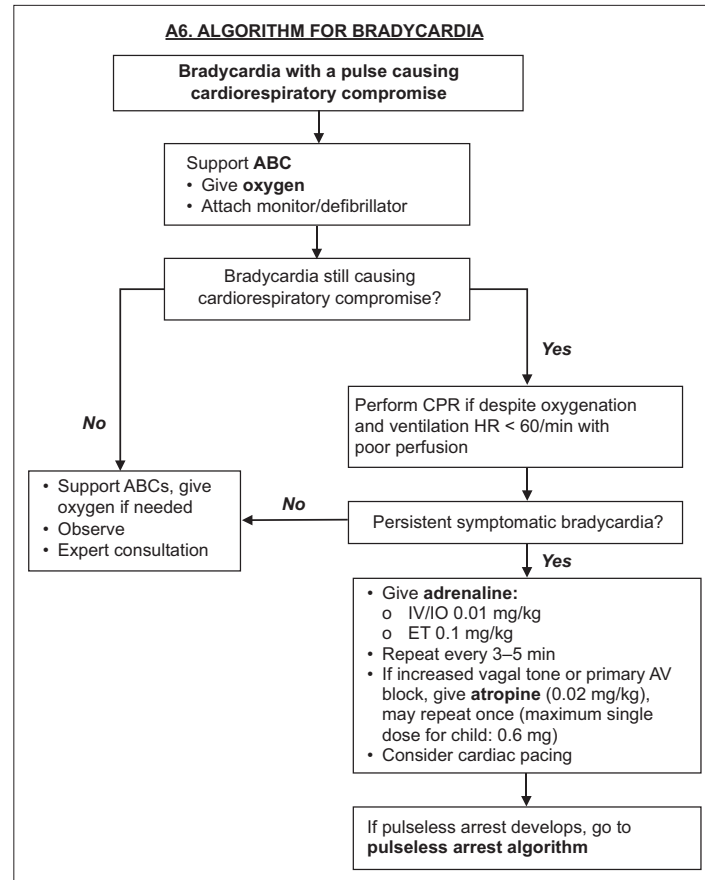 A6. ALGORITHM FOR BRADYCARDIA
Bradycardia with a pulse causing
cardiorespiratory compromise
Support ABC
• Give oxygen
• Attach monitor/defibrillator
Bradycardia still causing
cardiorespiratory compromise?
Yes
No
Perform CPR if despite oxygenation
and ventilation HR < 60/min with
poor perfusion
• Support ABCs, give
oxygen if needed
• Observe
• Expert consultation
No
Persistent symptomatic bradycardia?
Yes
• Give adrenaline:
o IV/IO 0.01 mg/kg
o ET 0.1 mg/kg
• Repeat every 3–5 min
• If increased vagal tone or primary AV
block, give atropine (0.02 mg/kg),
may repeat once (maximum single
dose for child: 0.6 mg)
• Consider cardiac pacing
If pulseless arrest develops, go to
pulseless arrest algorithm